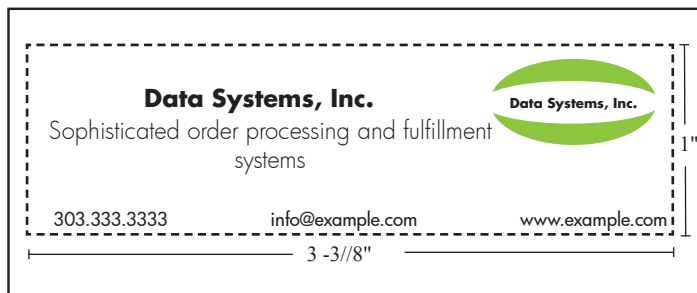 Data Systems, Inc.
Data Systems, Inc.
Sophisticated order processing and fulfillment
systems
1"
303.333.3333 info@example.com www.example.com
3 -3//8"